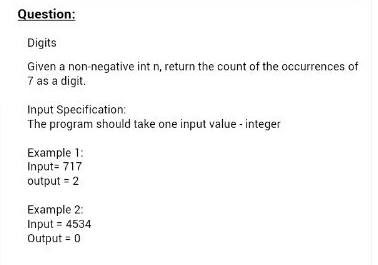 Question:
Digits
Given a non-negative int n, return the count of the occurrences of
7 as a digit.
Input Specification:
The program should take one input value - integer
Example 1:
Input= 717
output = 2
Example 2:
Input = 4534
Output = 0